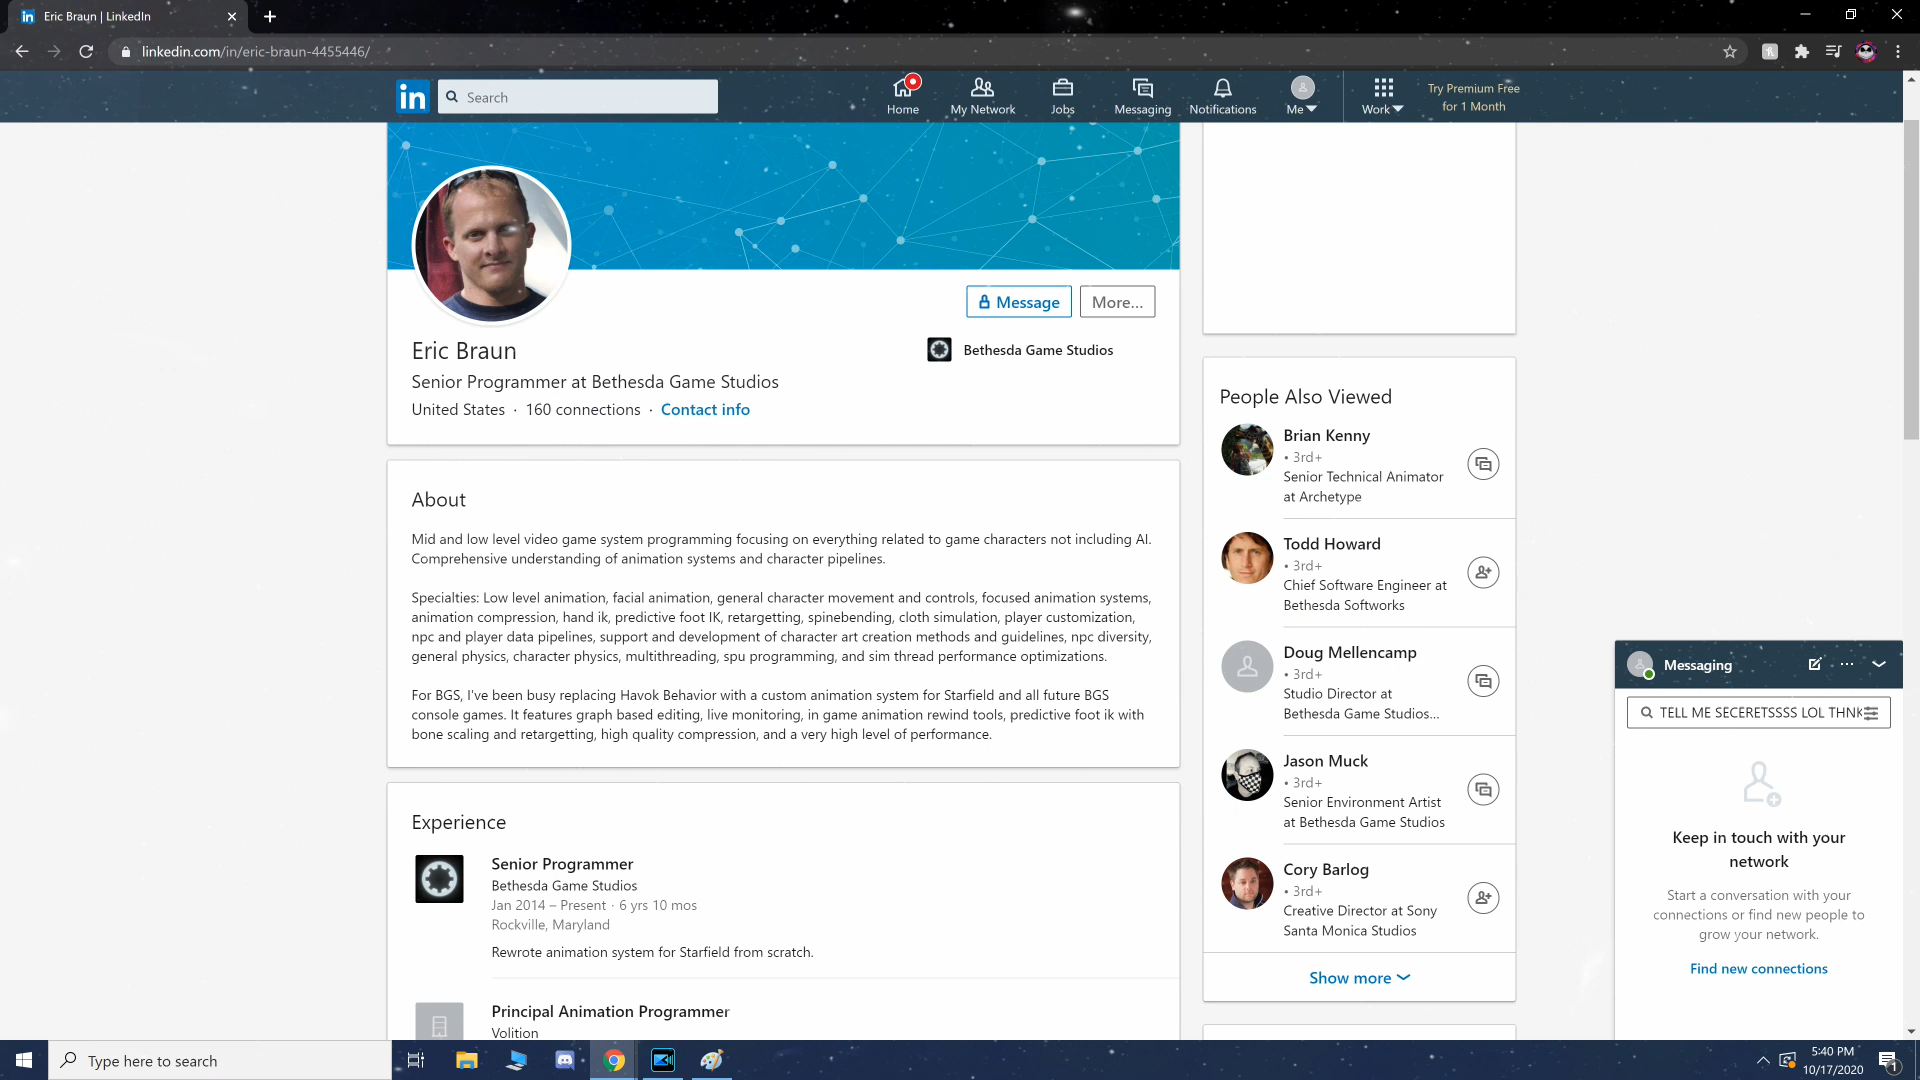 Eric Braun | LinkedIn
linkedin.com/in/eric-braun-4455446/
in
Search
Home
My Network
Jobs
Messaging
Notifications
Me
Work
Try Premium Free
for 1 Month
Message
More...
Eric Braun
Bethesda Game Studios
Senior Programmer at Bethesda Game Studios
United States · 160 connections · Contact info
About
Mid and low level video game system programming focusing on everything related to game characters not including AI.
Comprehensive understanding of animation systems and character pipelines.
Specialties: Low level animation, facial animation, general character movement and controls, focused animation systems,
animation compression, hand ik, predictive foot IK, retargetting, spinebending, cloth simulation, player customization,
npc and player data pipelines, support and development of character art creation methods and guidelines, npc diversity,
general physics, character physics, multithreading, spu programming, and sim thread performance optimizations.
For BGS, I've been busy replacing Havok Behavior with a custom animation system for Starfield and all future BGS
console games. It features graph based editing, live monitoring, in game animation rewind tools, predictive foot ik with
bone scaling and retargetting, high quality compression, and a very high level of performance.
Experience
Senior Programmer
Bethesda Game Studios
Jan 2014 – Present · 6 yrs 10 mos
Rockville, Maryland
Rewrote animation system for Starfield from scratch.
Principal Animation Programmer
Volition
People Also Viewed
Brian Kenny
• 3rd+
Senior Technical Animator
at Archetype
Todd Howard
• 3rd+
Chief Software Engineer at
Bethesda Softworks
Doug Mellencamp
• 3rd+
Studio Director at
Bethesda Game Studios...
Jason Muck
• 3rd+
Senior Environment Artist
at Bethesda Game Studios
Cory Barlog
• 3rd+
Creative Director at Sony
Santa Monica Studios
Show more
Messaging
TELL ME SECERETSSSS LOL THNK
Keep in touch with your
network
Start a conversation with your
connections or find new people to
grow your network.
Find new connections
Type here to search
5:40 PM
10/17/2020
1